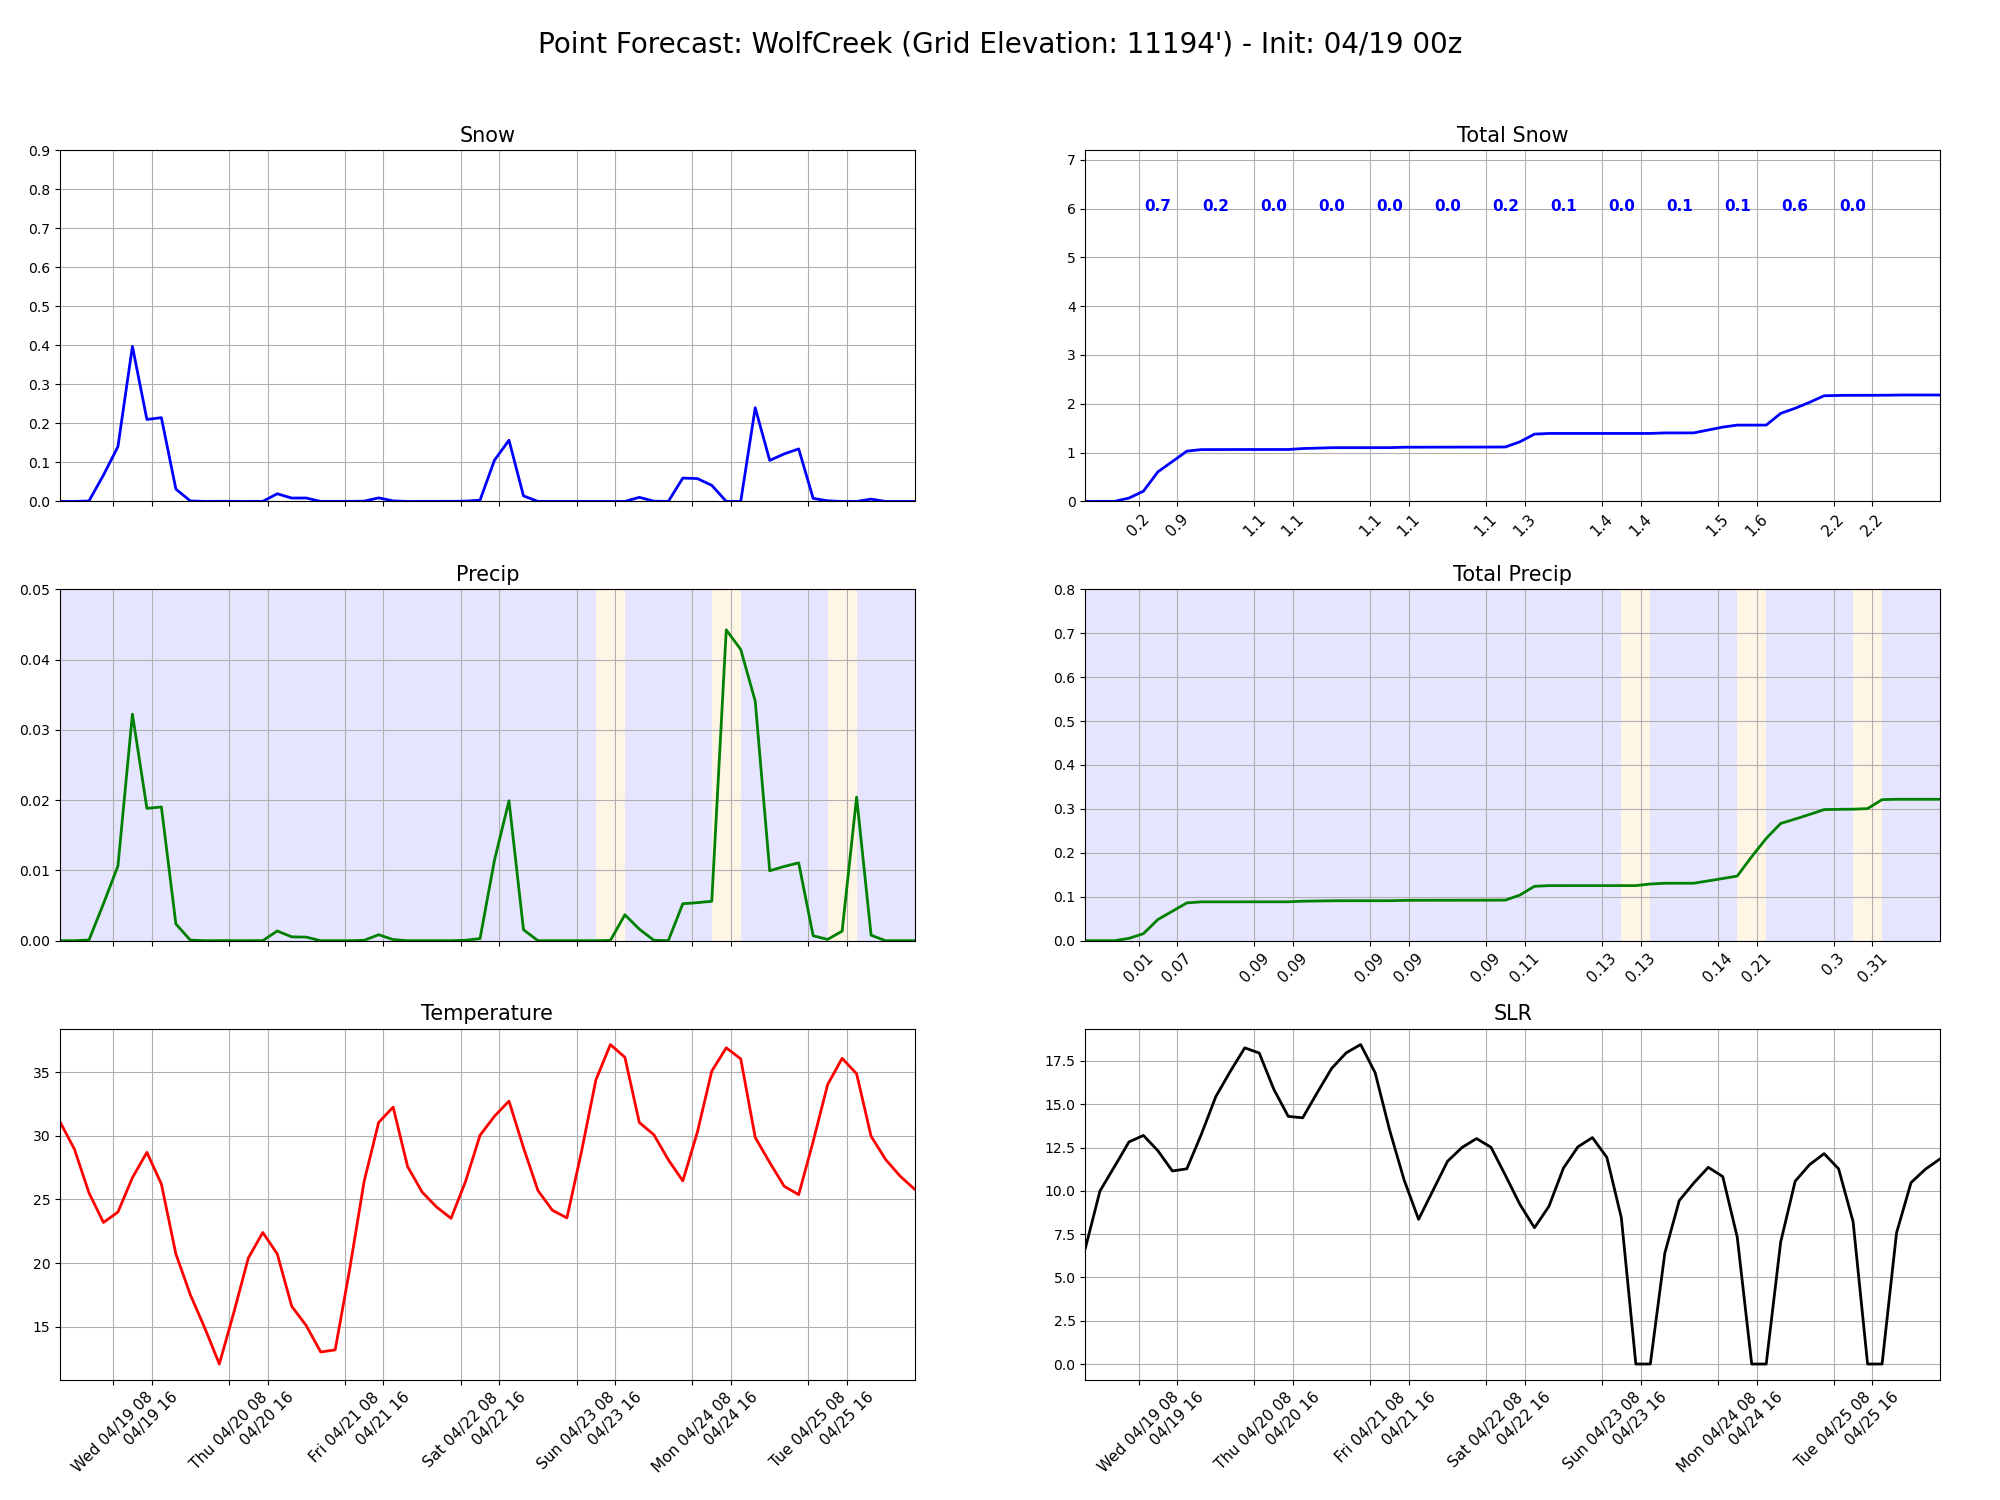 Point Forecast: WolfCreek (Grid Elevation: 11194') - Init: 04/19 00z
Snow
0.9
0.8
0.7
0.6
0.5
0.4
0.3
0.2
0.1
0.0
Total Snow
7
6
5
4
3
2
1
0
0.7 0.2 0.0 0.0 0.0 0.0 0.2 0.1 0.0 0.1 0.1 0.6 0.0
0.2 0.9 1.1 1.1 1.1 1.1 1.1 1.3 1.4 1.4 1.5 1.6 2.2 2.2
Precip
0.05
0.04
0.03
0.02
0.01
0.00
Total Precip
0.8
0.7
0.6
0.5
0.4
0.3
0.2
0.1
0.0
0.01 0.07 0.09 0.09 0.09 0.09 0.09 0.11 0.13 0.13 0.14 0.21 0.3 0.31
Temperature
35
30
25
20
15
Wed 04/19 08
04/19 16
Thu 04/20 08
04/20 16
Fri 04/21 08
04/21 16
Sat 04/22 08
04/22 16
Sun 04/23 08
04/23 16
Mon 04/24 08
04/24 16
Tue 04/25 08
04/25 16
SLR
17.5
15.0
12.5
10.0
7.5
5.0
2.5
0.0
Wed 04/19 08
04/19 16
Thu 04/20 08
04/20 16
Fri 04/21 08
04/21 16
Sat 04/22 08
04/22 16
Sun 04/23 08
04/23 16
Mon 04/24 08
04/24 16
Tue 04/25 08
04/25 16